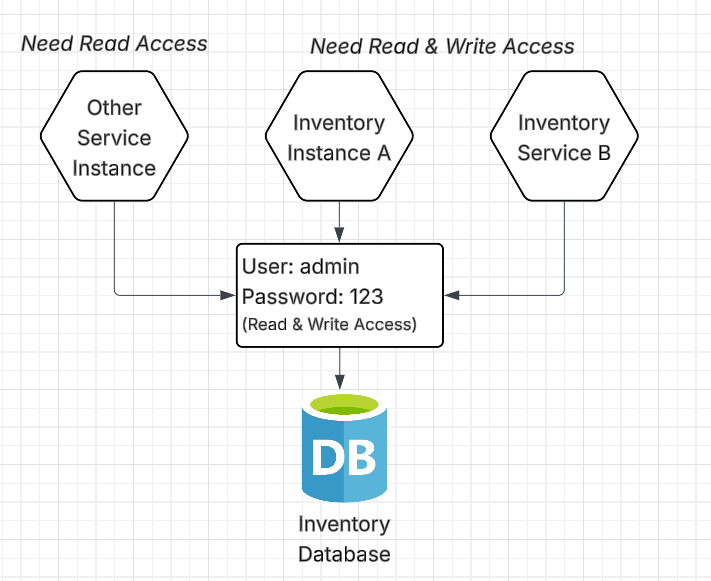 Need Read Access
Need Read & Write Access
Other
Service
Instance
Inventory
Instance A
Inventory
Service B
User: admin
Password: 123
(Read & Write Access)
DB
Inventory
Database